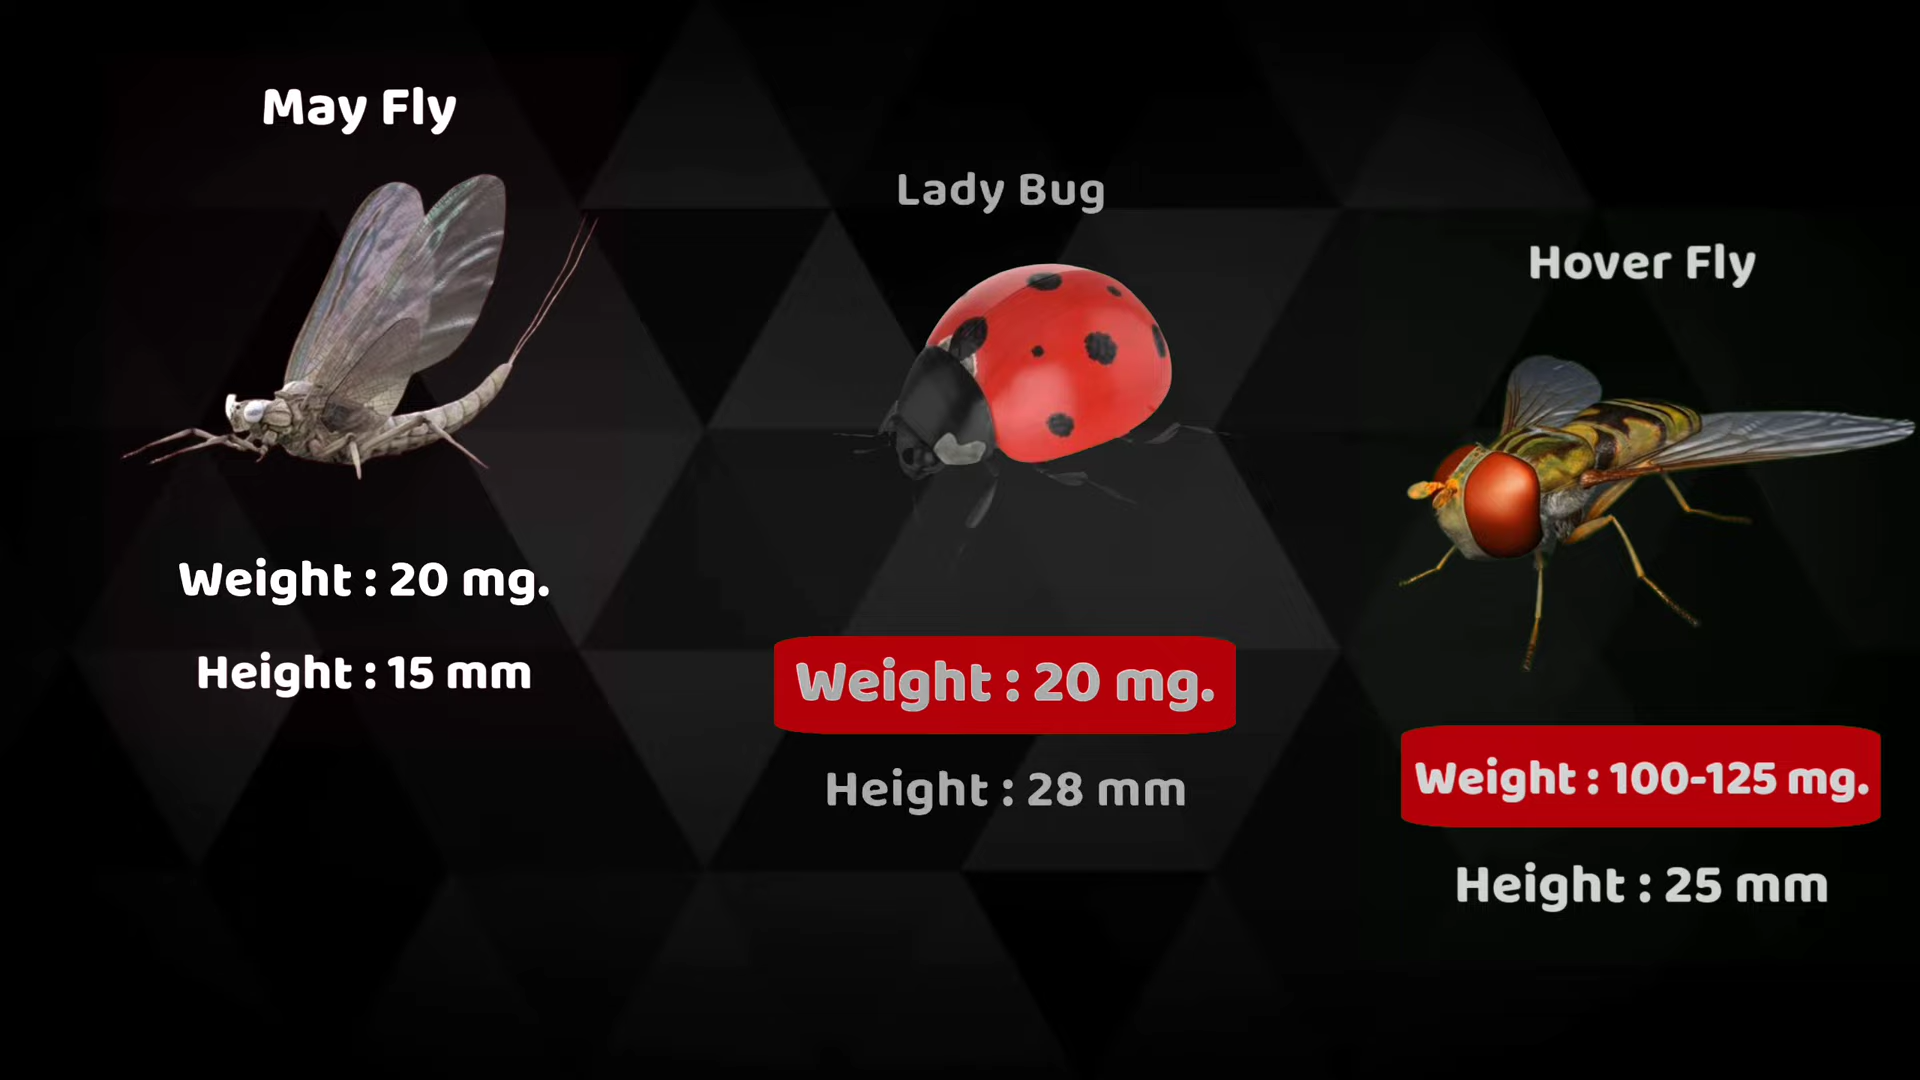 May Fly
Weight : 20 mg.
Height : 15 mm
Lady Bug
Weight : 20 mg.
Height : 28 mm
Hover Fly
Weight : 100-125 mg.
Height : 25 mm